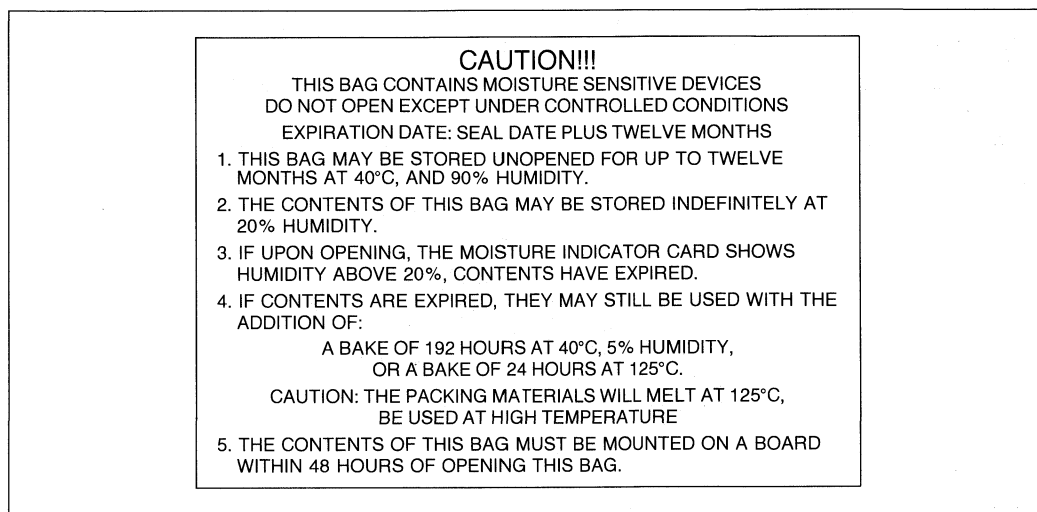 CAUTION!!!
THIS BAG CONTAINS MOISTURE SENSITIVE DEVICES
DO NOT OPEN EXCEPT UNDER CONTROLLED CONDITIONS
EXPIRATION DATE: SEAL DATE PLUS TWELVE MONTHS
1. THIS BAG MAY BE STORED UNOPENED FOR UP TO TWELVE
MONTHS AT 40°C, AND 90% HUMIDITY.
2. THE CONTENTS OF THIS BAG MAY BE STORED INDEFINITELY AT
20% HUMIDITY.
3. IF UPON OPENING, THE MOISTURE INDICATOR CARD SHOWS
HUMIDITY ABOVE 20%, CONTENTS HAVE EXPIRED.
4. IF CONTENTS ARE EXPIRED, THEY MAY STILL BE USED WITH THE
ADDITION OF:
A BAKE OF 192 HOURS AT 40°C, 5% HUMIDITY,
OR A BAKE OF 24 HOURS AT 125°C.
CAUTION: THE PACKING MATERIALS WILL MELT AT 125°C,
BE USED AT HIGH TEMPERATURE
5. THE CONTENTS OF THIS BAG MUST BE MOUNTED ON A BOARD
WITHIN 48 HOURS OF OPENING THIS BAG.